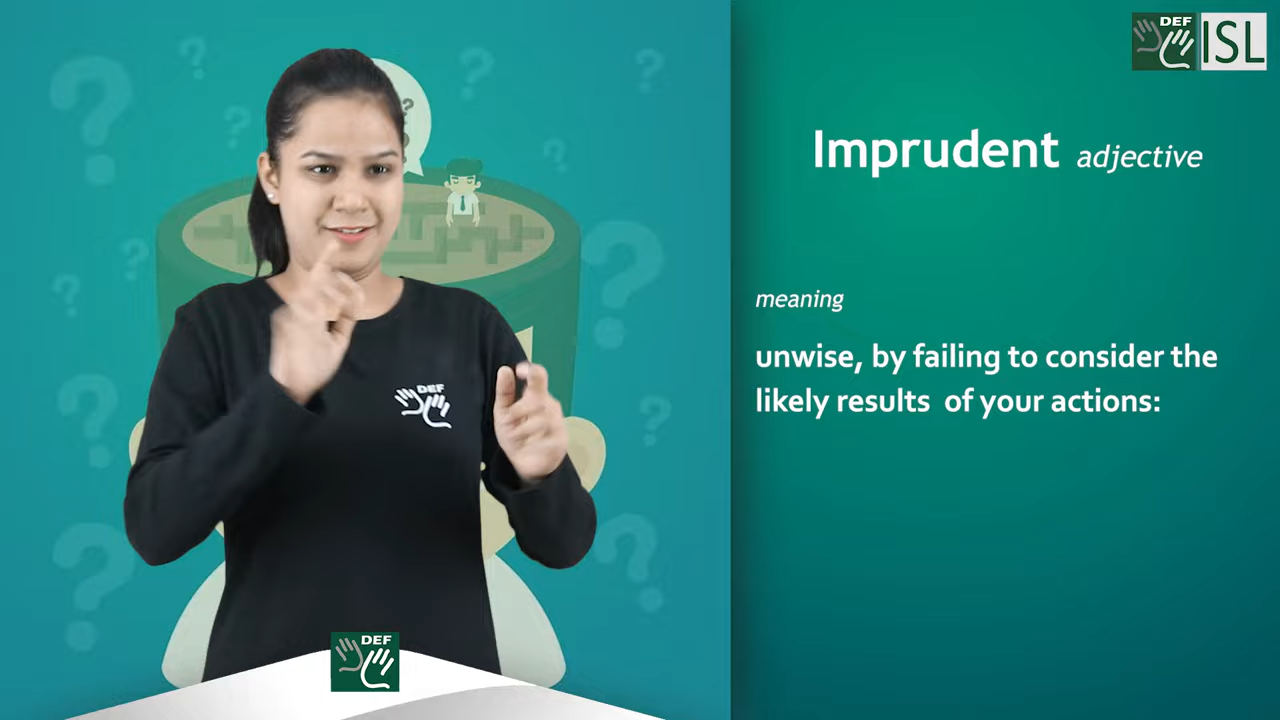 DEF
ISL
Imprudent adjective
meaning
unwise, by failing to consider the
likely results of your actions:
DEF
DEF